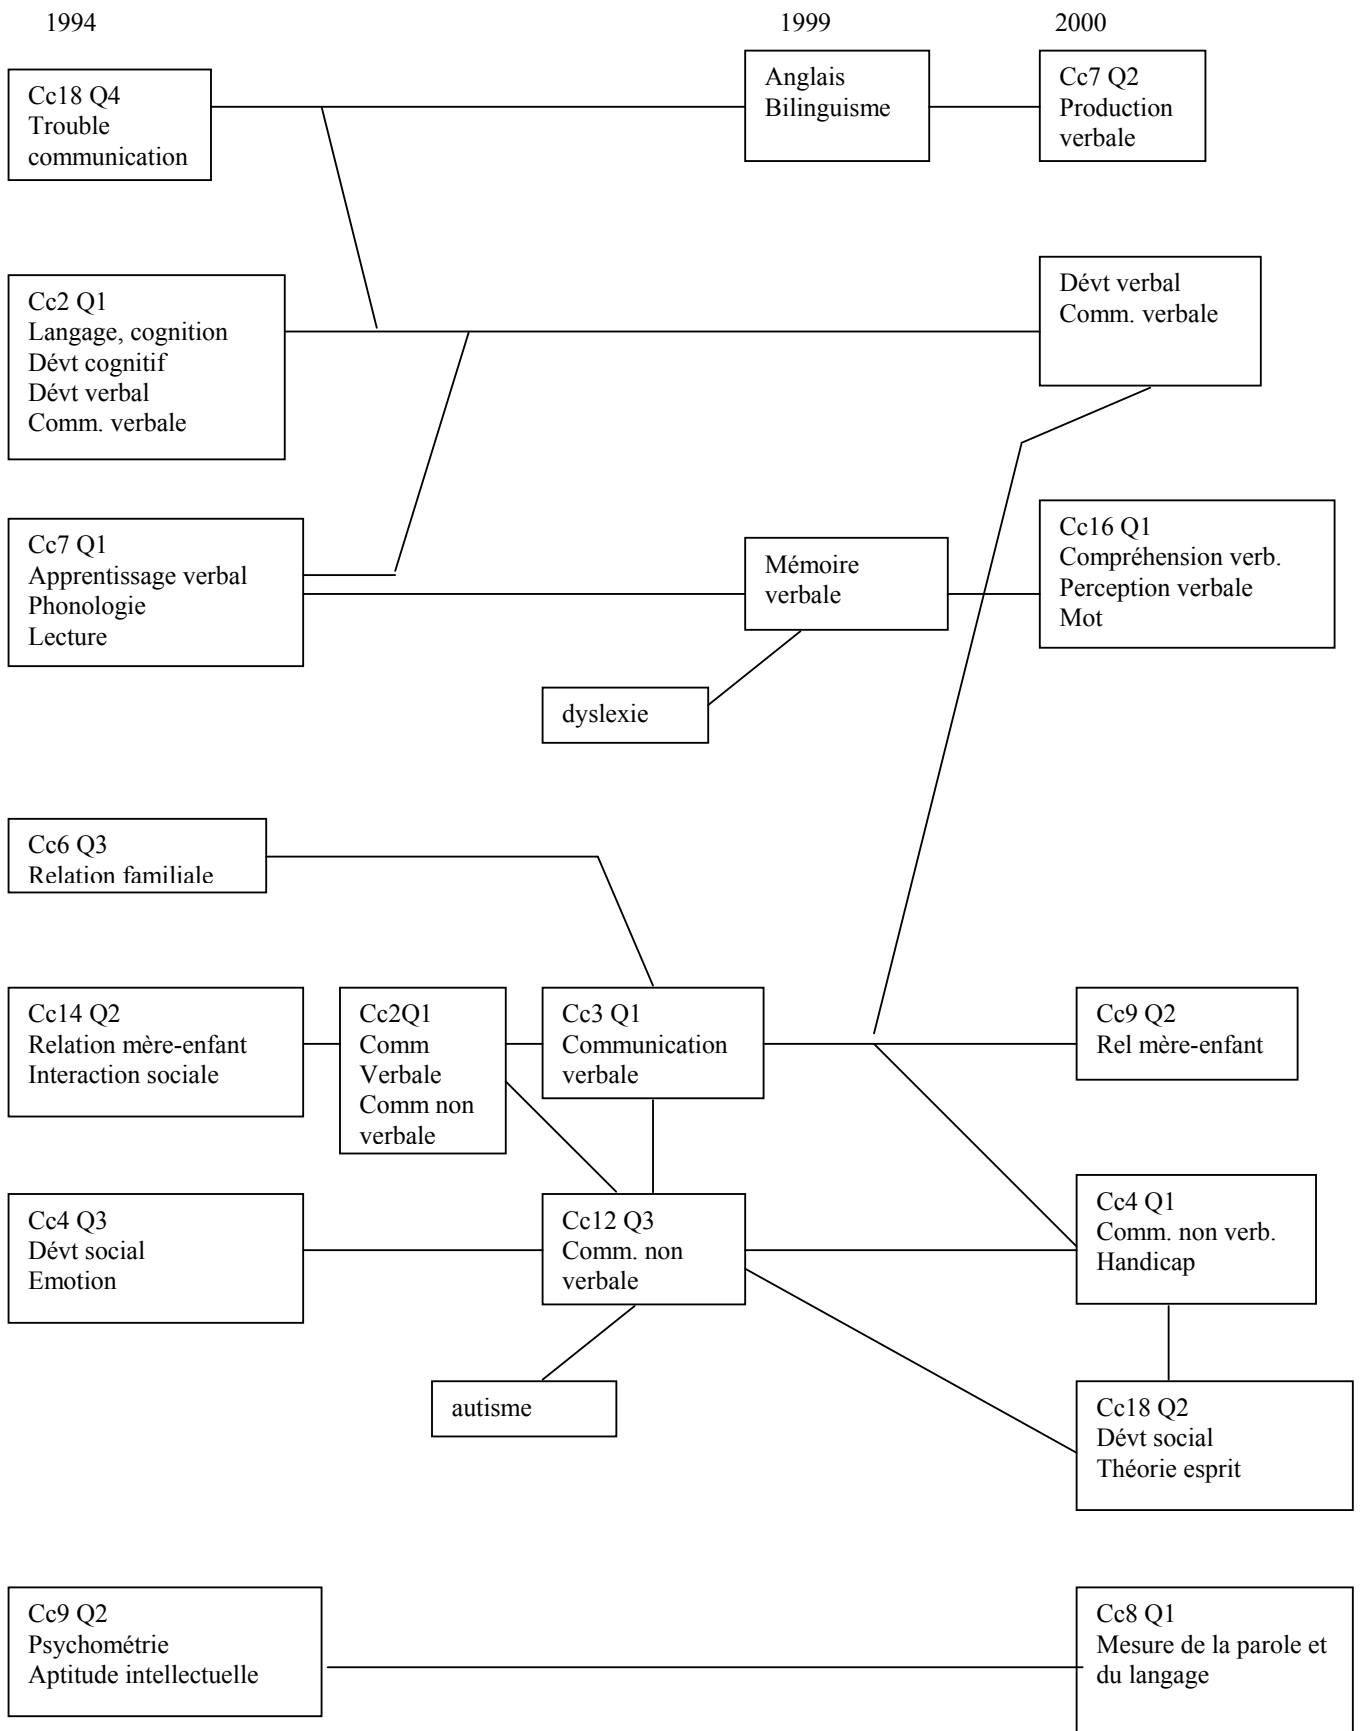 1994
1999
2000
Cc18 Q4
Trouble
communication
Anglais
Bilinguisme
Cc7 Q2
Production
verbale
Cc2 Q1
Langage, cognition
Dévt cognitif
Dévt verbal
Comm. verbale
Dévt verbal
Comm. verbale
Cc7 Q1
Apprentissage verbal
Phonologie
Lecture
Mémoire
verbale
Cc16 Q1
Compréhension verb.
Perception verbale
Mot
dyslexie
Cc6 Q3
Relation familiale
Cc14 Q2
Relation mère-enfant
Interaction sociale
Cc2Q1
Comm
Verbale
Comm non
verbale
Cc3 Q1
Communication
verbale
Cc9 Q2
Rel mère-enfant
Cc4 Q3
Dévt social
Emotion
Cc12 Q3
Comm. non
verbale
Cc4 Q1
Comm. non verb.
Handicap
autisme
Cc18 Q2
Dévt social
Théorie esprit
Cc9 Q2
Psychométrie
Aptitude intellectuelle
Cc8 Q1
Mesure de la parole et
du langage